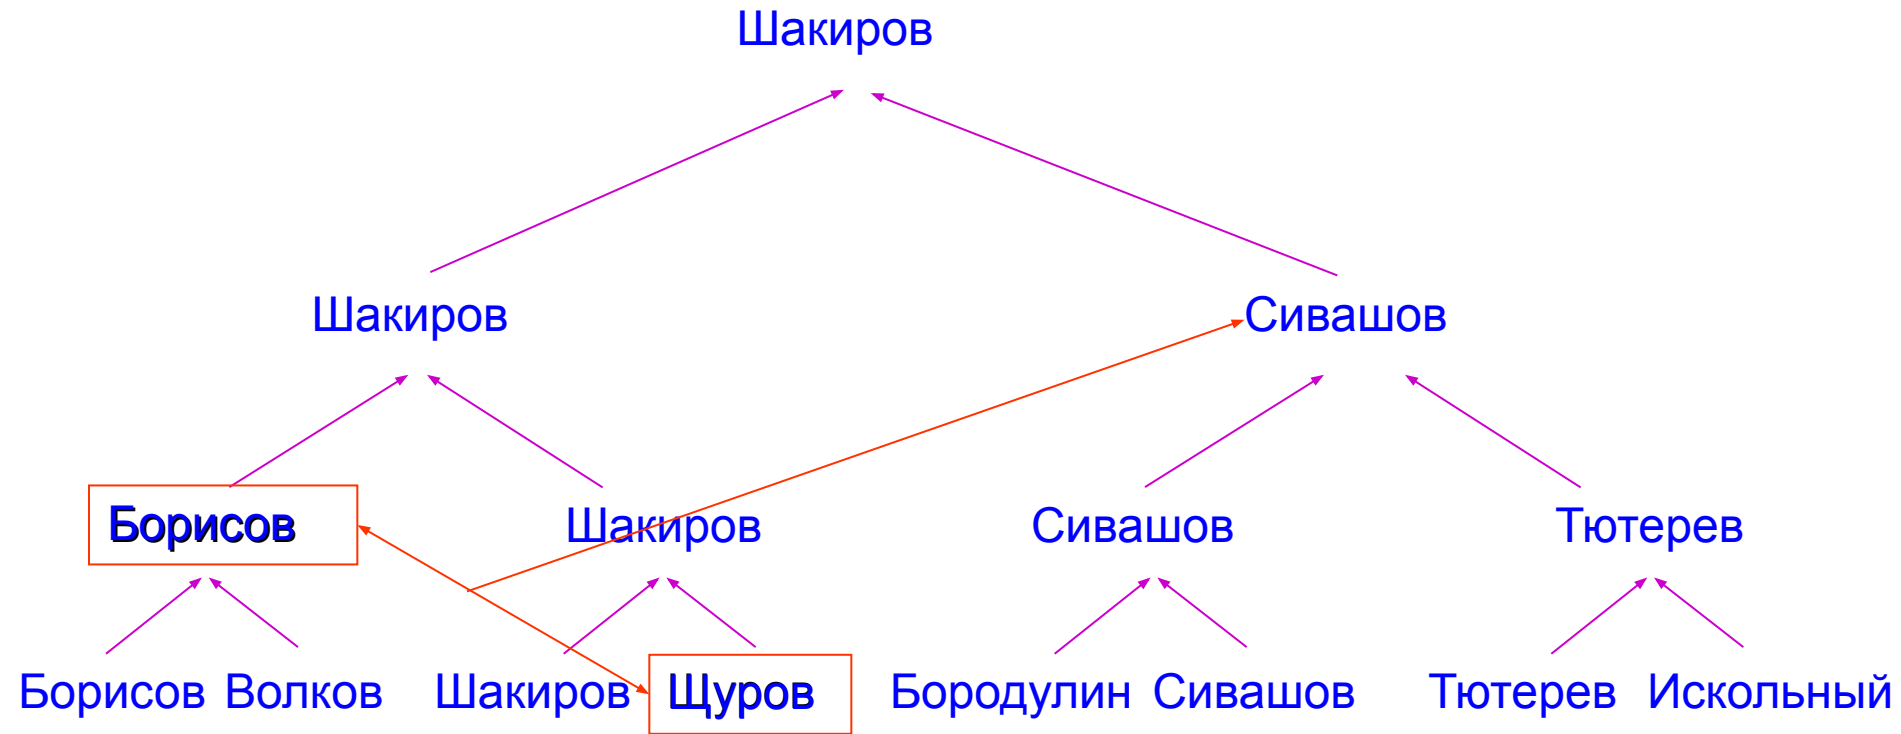 Шакиров
Шакиров Сивашов
Борисов Шакиров Сивашов Тютерев
Борисов Волков Шакиров Щуров Бородулин Сивашов Тютерев Искольный